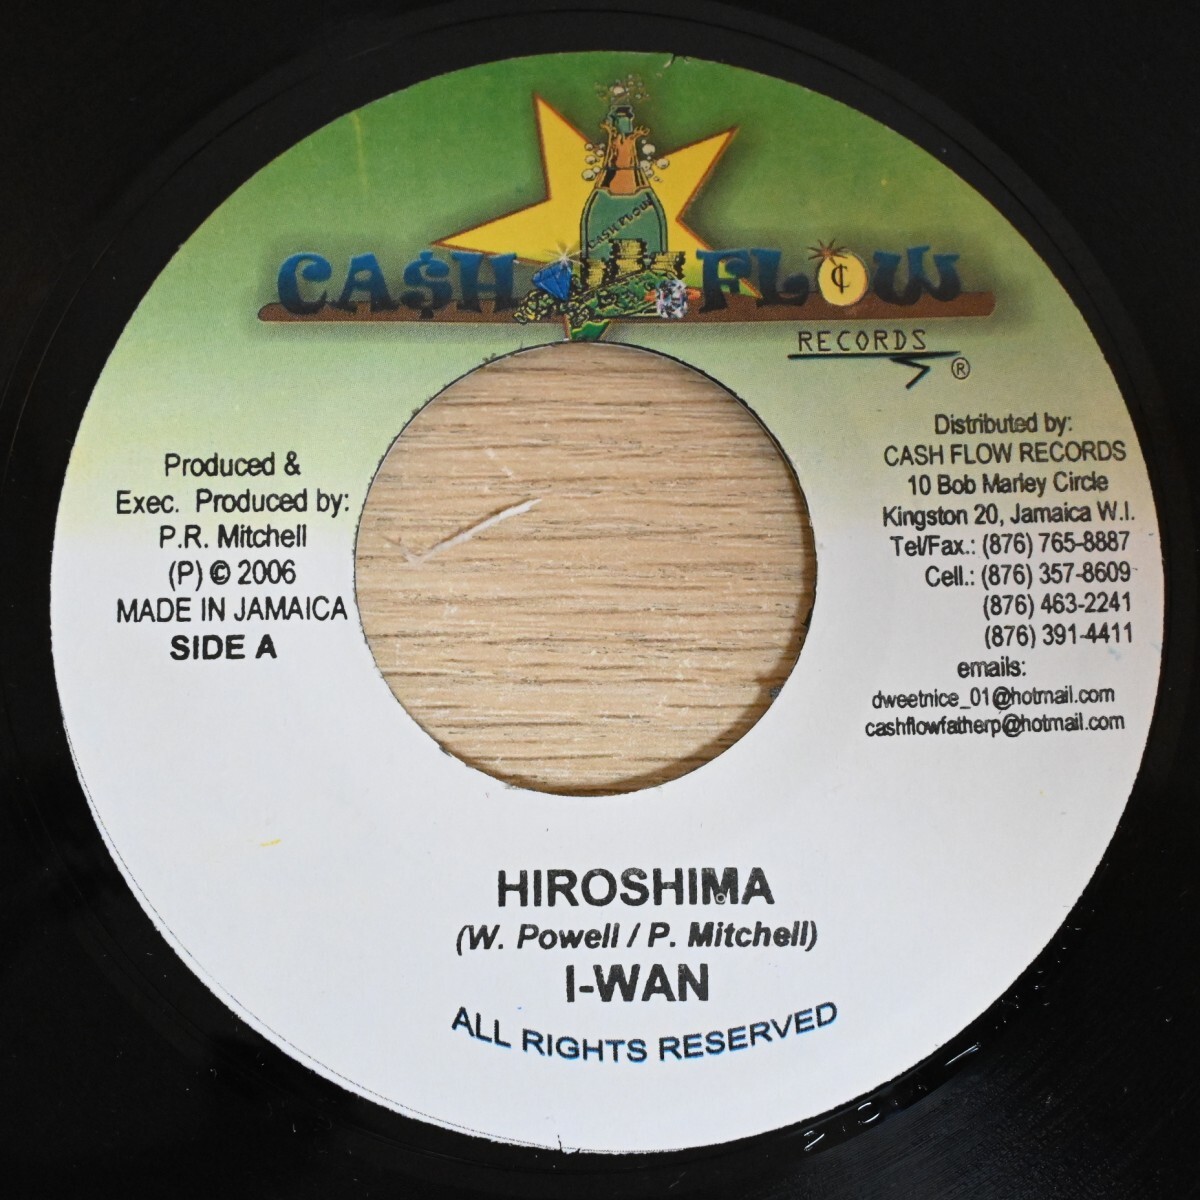 CASH FLOW
CA$H FL¢W
RECORDS
®
Produced &
Exec. Produced by:
P.R. Mitchell
(P) © 2006
MADE IN JAMAICA
SIDE A
Distributed by:
CASH FLOW RECORDS
10 Bob Marley Circle
Kingston 20, Jamaica W.I.
Tel/Fax.: (876) 765-8887
Cell.: (876) 357-8609
(876) 463-2241
(876) 391-4411
emails:
dweetnice_01@hotmail.com
cashflowfatherp@hotmail.com
HIROSHIMA
(W. Powell / P. Mitchell)
I-WAN
ALL RIGHTS RESERVED